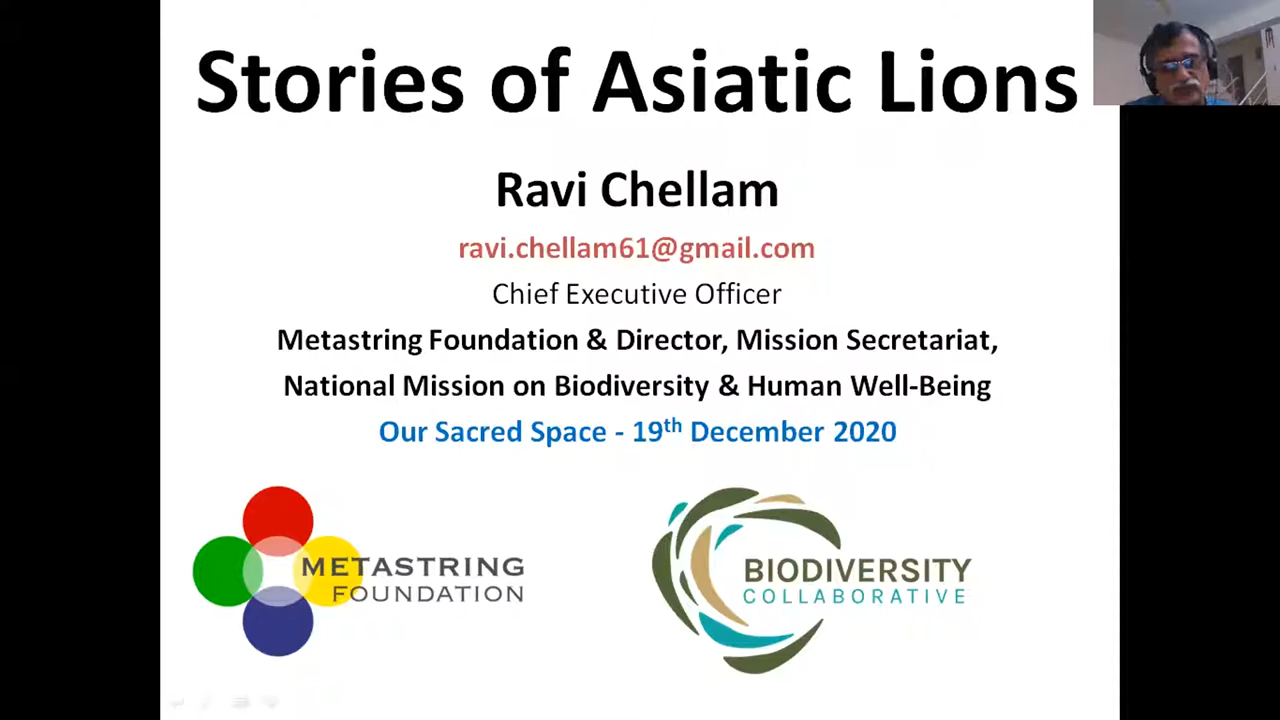 Stories of Asiatic Lions
Ravi Chellam
ravi.chellam61@gmail.com
Chief Executive Officer
Metastring Foundation & Director, Mission Secretariat,
National Mission on Biodiversity & Human Well-Being
Our Sacred Space - 19th December 2020
METASTRING
FOUNDATION
BIODIVERSITY
COLLABORATIVE